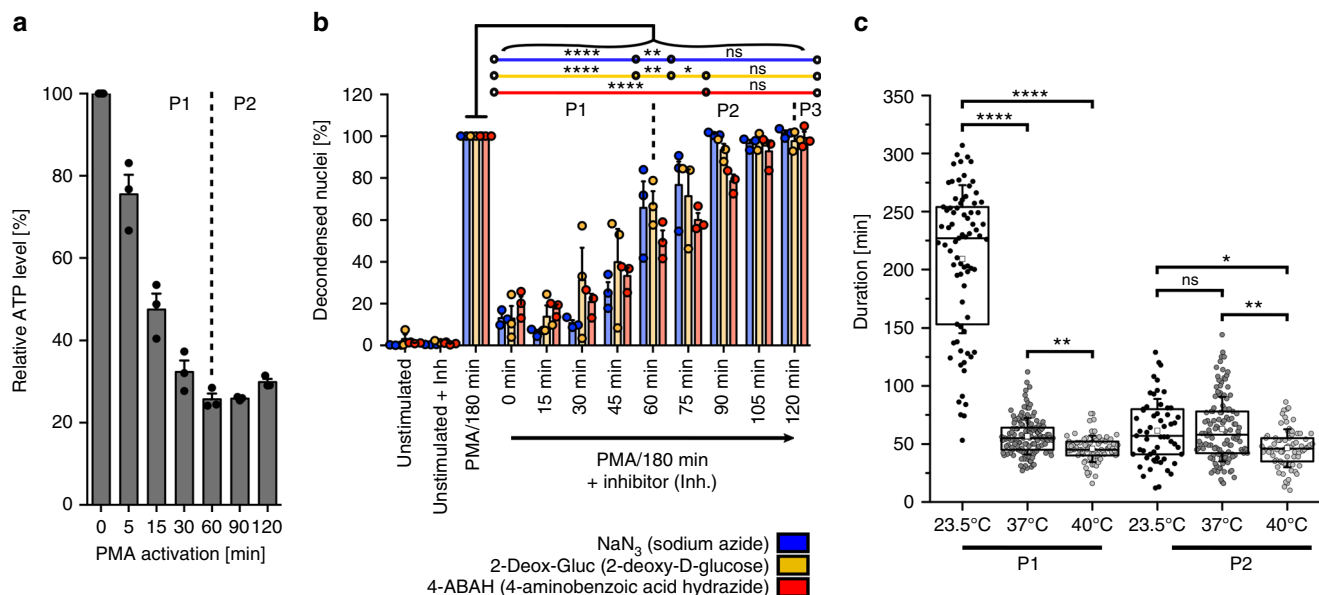 a
P1
P2
120
100
80
60
40
20
0
Relative ATP level [%]
0 5 15 30 60 90 120
PMA activation [min]
b
**** ** ns
**** ** * ns
**** ns
P1 P2 P3
120
100
80
60
40
20
0
Decondensed nuclei [%]
Unstimulated
Unstimulated + Inh
PMA/180 min
0 min
15 min
30 min
45 min
60 min
75 min
90 min
105 min
120 min
PMA/180 min
+ inhibitor (Inh.)
NaN₃ (sodium azide)
2-Deox-Gluc (2-deoxy-D-glucose)
4-ABAH (4-aminobenzoic acid hydrazide)
c
****
****
**
*
ns
**
350
300
250
200
150
100
50
0
Duration [min]
23.5°C 37°C 40°C 23.5°C 37°C 40°C
P1 P2